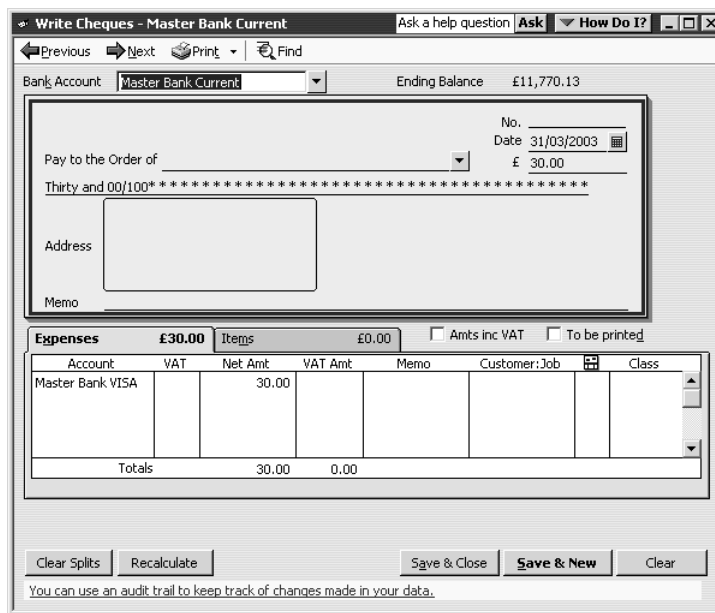 Write Cheques - Master Bank Current Ask a help question Ask How Do I?
Previous Next Print Find
Bank Account Master Bank Current Ending Balance £11,770.13
No.
Date 31/03/2003
Pay to the Order of £ 30.00
Thirty and 00/100* * * * * * * * * * * * * * * * * * * * * * * * * * * * * * * * * * * * * * * * * * * * * * * * *
Address
Memo
Expenses £30.00 Items £0.00 Amts inc VAT To be printed
Account VAT Net Amt VAT Amt Memo Customer:Job Class
Master Bank VISA 30.00
Totals 30.00 0.00
Clear Splits Recalculate Save & Close Save & New Clear
You can use an audit trail to keep track of changes made in your data.